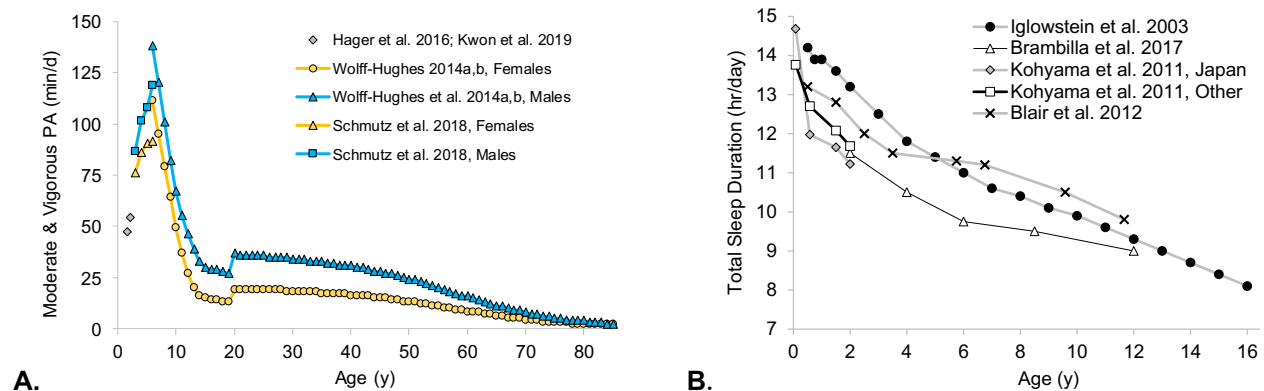 150
125
100
75
50
25
0
Moderate & Vigorous PA (min/d)
Hager et al. 2016; Kwon et al. 2019
Wolff-Hughes 2014a,b, Females
Wolff-Hughes et al. 2014a,b, Males
Schmutz et al. 2018, Females
Schmutz et al. 2018, Males
0 10 20 30 40 50 60 70 80
Age (y)
A.
15
14
13
12
11
10
9
8
7
Total Sleep Duration (hr/day)
Iglowstein et al. 2003
Brambilla et al. 2017
Kohyama et al. 2011, Japan
Kohyama et al. 2011, Other
Blair et al. 2012
0 2 4 6 8 10 12 14 16
Age (y)
B.